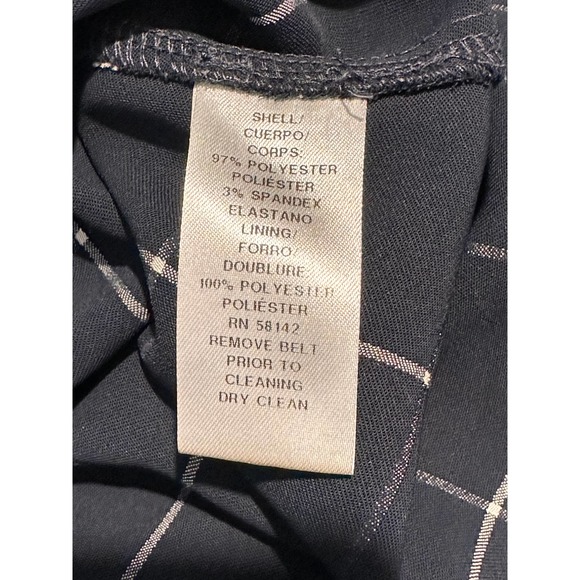 SHELL/
CUERPO/
CORPS:
97% POLYESTER
POLIÉSTER
3% SPANDEX
ELASTANO
LINING/
FORRO/
DOUBLURE:
100% POLYESTER
POLIÉSTER
RN 58142
REMOVE BELT
PRIOR TO
CLEANING
DRY CLEAN